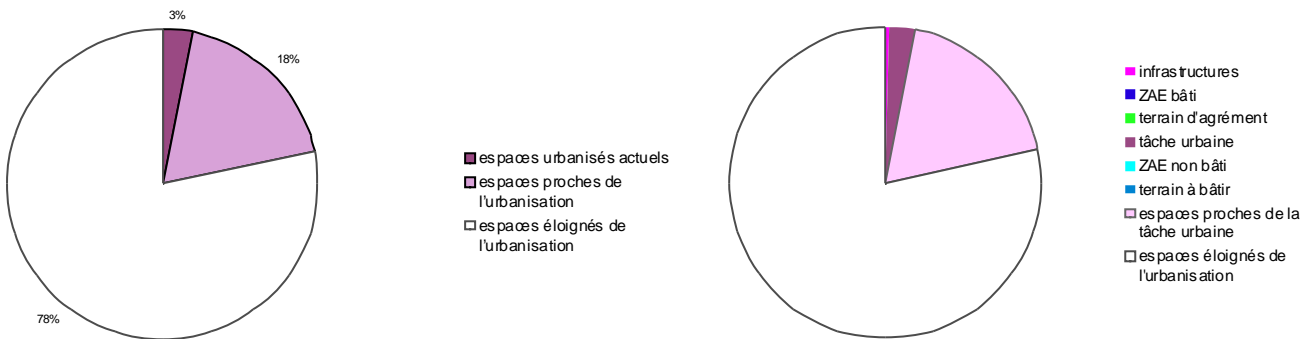 3%
18%
78%
espaces urbanisés actuels
espaces proches de
l'urbanisation
espaces éloignés de
l'urbanisation
infrastructures
ZAE bâti
terrain d'agrément
tâche urbaine
ZAE non bâti
terrain à bâtir
espaces proches de la
tâche urbaine
espaces éloignés de
l'urbanisation